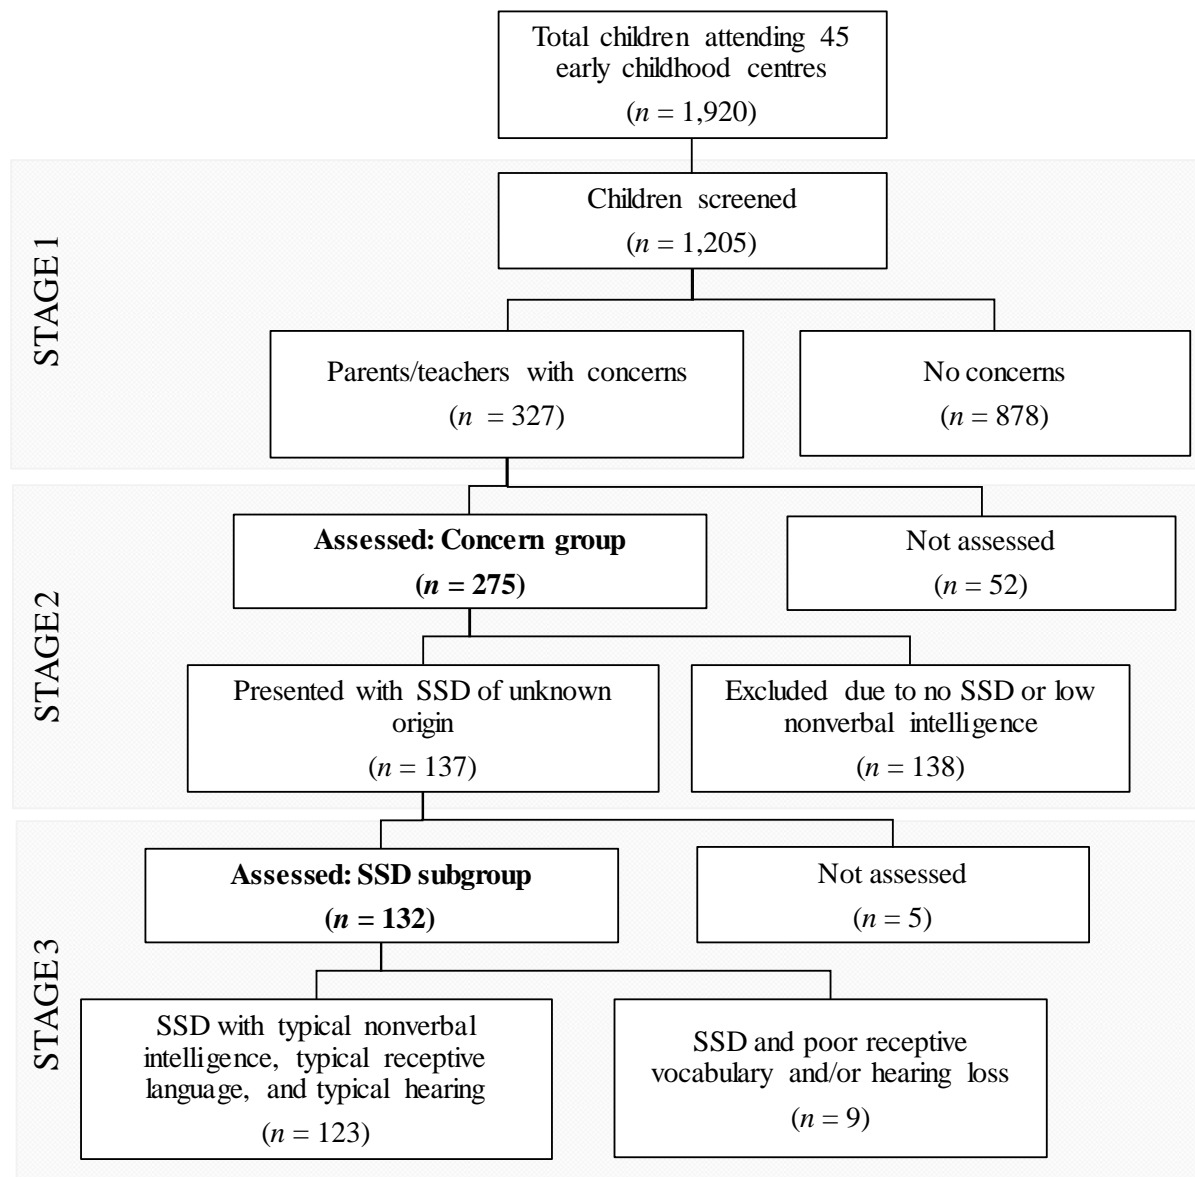 Total children attending 45
early childhood centres
(n = 1,920)
STAGE 1
Children screened
(n = 1,205)
Parents/teachers with concerns
(n = 327)
No concerns
(n = 878)
STAGE 2
Assessed: Concern group
(n = 275)
Not assessed
(n = 52)
Presented with SSD of unknown
origin
(n = 137)
Excluded due to no SSD or low
nonverbal intelligence
(n = 138)
STAGE 3
Assessed: SSD subgroup
(n = 132)
Not assessed
(n = 5)
SSD with typical nonverbal
intelligence, typical receptive
language, and typical hearing
(n = 123)
SSD and poor receptive
vocabulary and/or hearing loss
(n = 9)